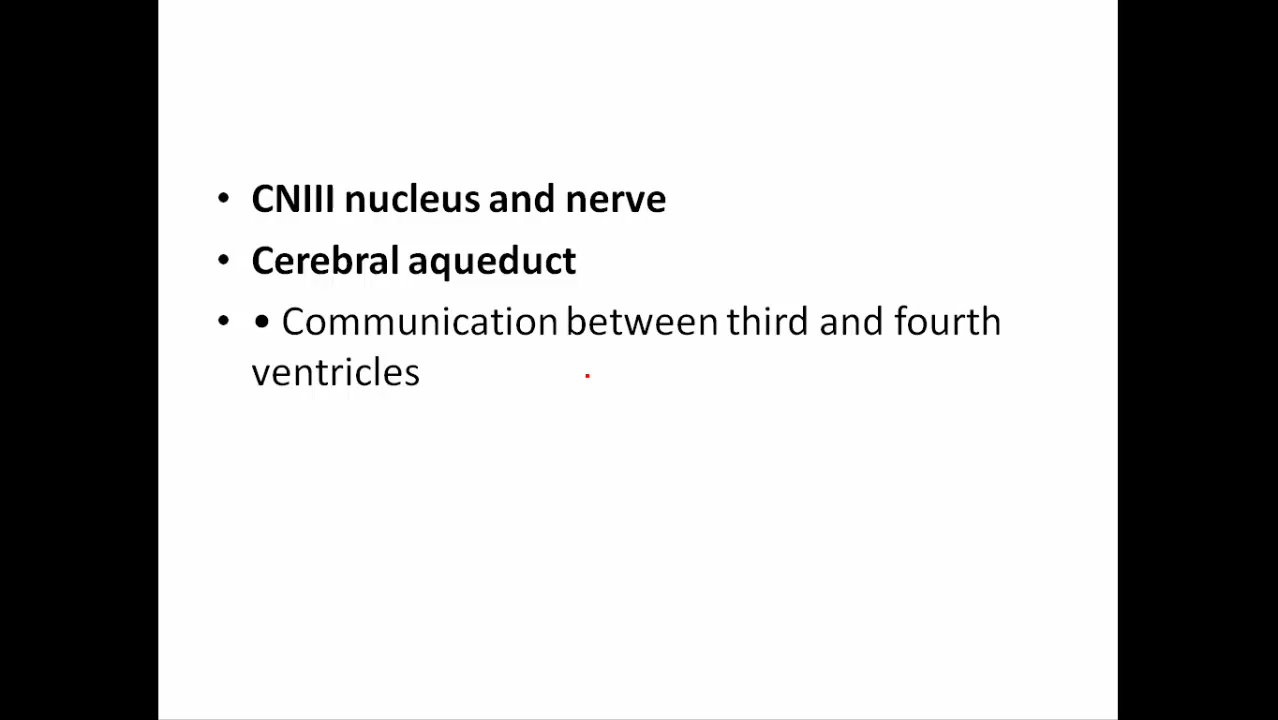 • CNIII nucleus and nerve
• Cerebral aqueduct
• • Communication between third and fourth
ventricles